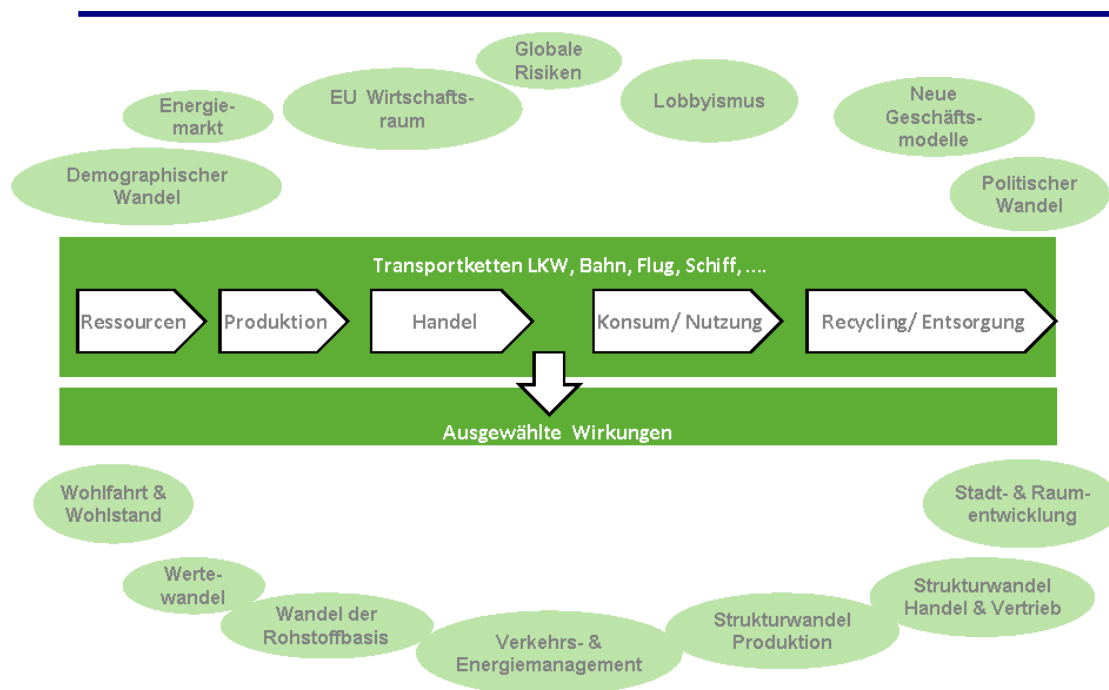 Globale
Risiken
EU Wirtschafts-
raum
Lobbyismus
Energie-
markt
Neue
Geschäfts-
modelle
Demographischer
Wandel
Politischer
Wandel
Transportketten LKW, Bahn, Flug, Schiff, ....
Ressourcen
Produktion
Handel
Konsum/ Nutzung
Recycling/ Entsorgung
Ausgewählte Wirkungen
Wohlfahrt &
Wohlstand
Stadt- & Raum-
entwicklung
Werte-
wandel
Strukturwandel
Handel & Vertrieb
Wandel der
Rohstoffbasis
Strukturwandel
Produktion
Verkehrs- &
Energiemanagement